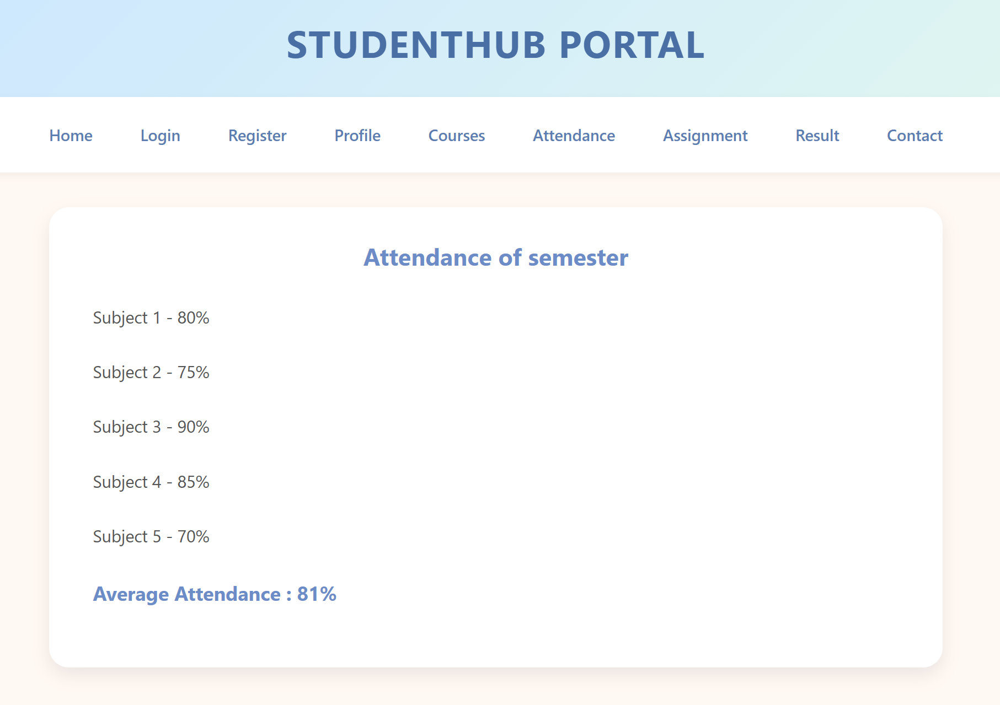 STUDENTHUB PORTAL
Home Login Register Profile Courses Attendance Assignment Result Contact
Attendance of semester
Subject 1 - 80%
Subject 2 - 75%
Subject 3 - 90%
Subject 4 - 85%
Subject 5 - 70%
Average Attendance : 81%